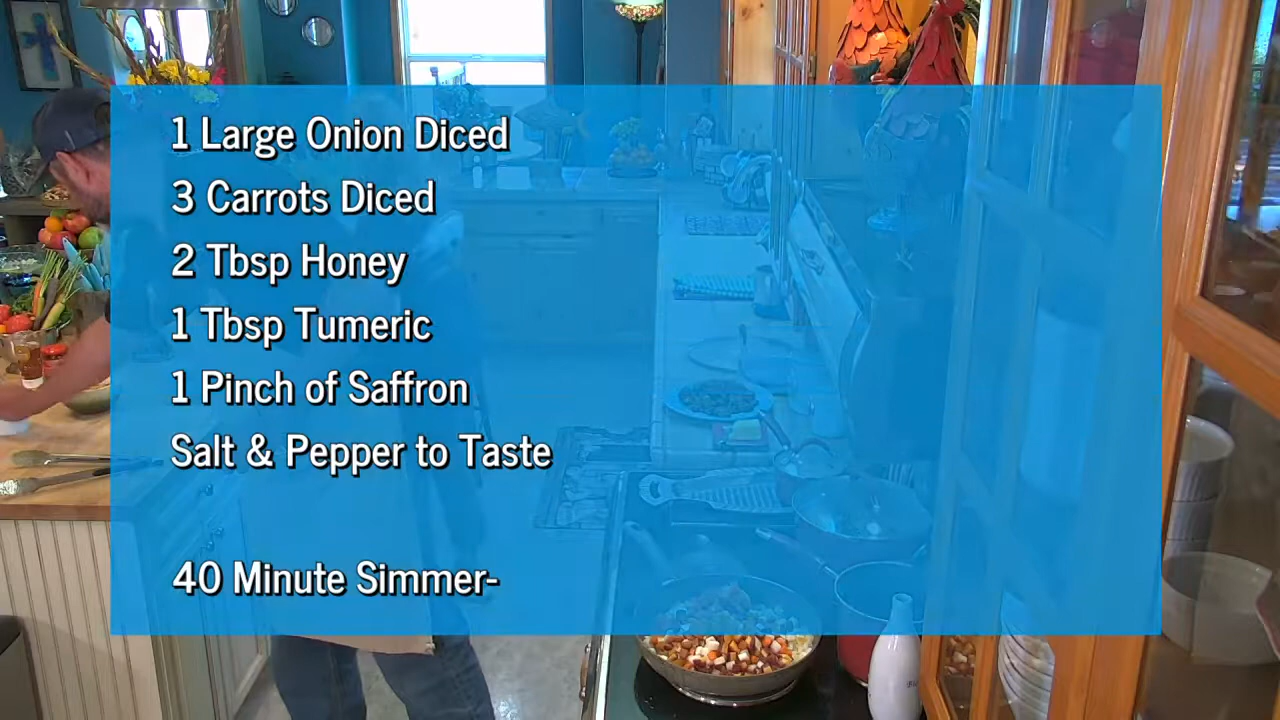 1 Large Onion Diced
3 Carrots Diced
2 Tbsp Honey
1 Tbsp Tumeric
1 Pinch of Saffron
Salt & Pepper to Taste
40 Minute Simmer-